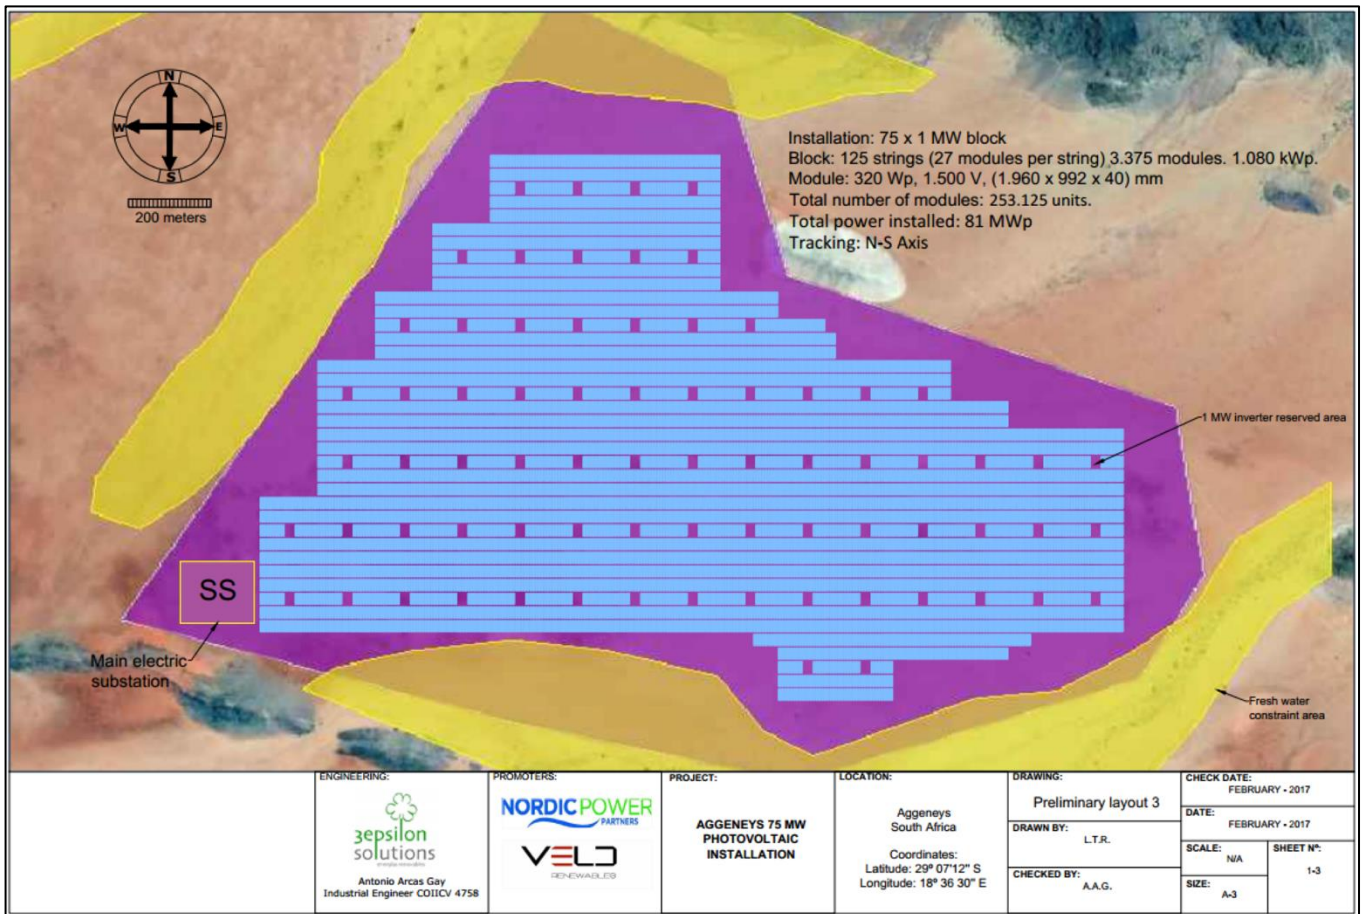 N
W
E
S
200 meters
Installation: 75 x 1 MW block
Block: 125 strings (27 modules per string) 3.375 modules. 1.080 kWp.
Module: 320 Wp, 1.500 V, (1.960 x 992 x 40) mm
Total number of modules: 253.125 units.
Total power installed: 81 MWp
Tracking: N-S Axis
1 MW inverter reserved area
SS
Main electric
substation
Fresh water
constraint area
ENGINEERING:
3epsilon
solutions
Antonio Arcas Gay
Industrial Engineer COIICV 4758
PROMOTERS:
NORDICPOWER
PARTNERS
VELD
RENEWABLES
PROJECT:
AGGENEYS 75 MW
PHOTOVOLTAIC
INSTALLATION
LOCATION:
Aggeneys
South Africa
Coordinates:
Latitude: 29º 07'12" S
Longitude: 18º 36 30" E
DRAWING:
Preliminary layout 3
DRAWN BY:
L.T.R.
CHECKED BY:
A.A.G.
CHECK DATE:
FEBRUARY - 2017
DATE:
FEBRUARY - 2017
SCALE:
N/A
SHEET Nº:
1-3
SIZE:
A-3